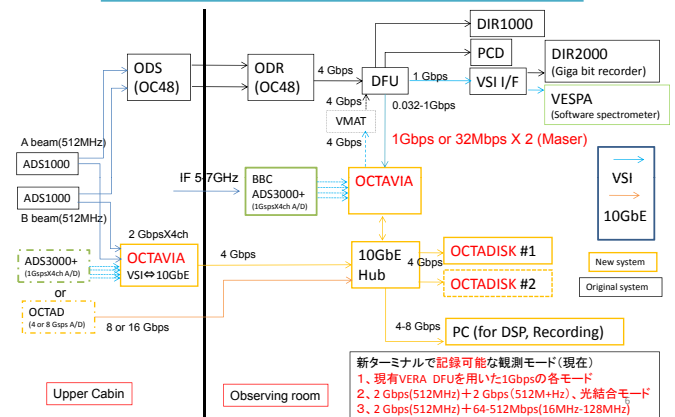 DIR1000
PCD
ODS
(OC48)
ODR
(OC48)
4 Gbps
DFU
1 Gbps
VSI I/F
DIR2000
(Giga bit recorder)
VESPA
(Software spectrometer)
4 Gbps
0.032-1Gbps
VMAT
4 Gbps
1Gbps or 32Mbps X 2 (Maser)
A beam(512MHz)
ADS1000
ADS1000
B beam(512MHz)
IF 5-7GHz
BBC
ADS3000+
(1GspsX4ch A/D)
OCTAVIA
VSI
10GbE
2 GbpsX4ch
ADS3000+
(1GspsX4ch A/D)
or
OCTAD
(4 or 8 Gsps A/D)
OCTAVIA
VSI⇔10GbE
4 Gbps
8 or 16 Gbps
10GbE
Hub
4 Gbps
OCTADISK #1
OCTADISK #2
New system
Original system
4-8 Gbps
PC (for DSP, Recording)
Upper Cabin
Observing room
新ターミナルで記録可能な観測モード（現在）
1、現有VERA DFUを用いた1Gbpsの各モード
2、2 Gbps(512MHz)＋2 Gbps（512M+Hz）、光結合モード
3、2 Gbps(512MHz)＋64-512Mbps(16MHz-128MHz)